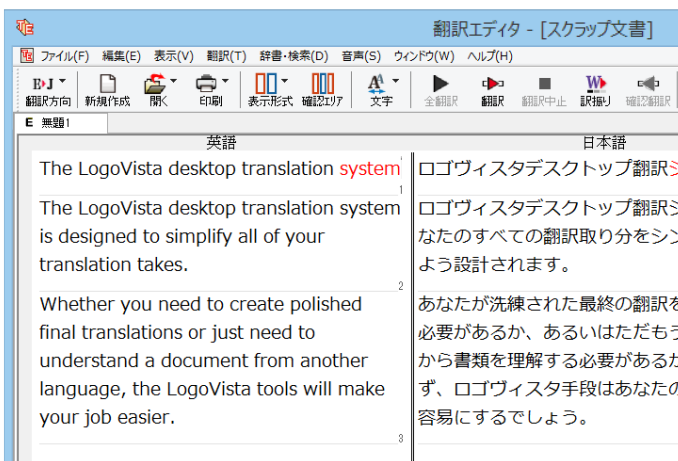 翻訳エディタ - [スクラップ文書]
ファイル(F) 編集(E) 表示(V) 翻訳(T) 辞書・検索(D) 音声(S) ウィンドウ(W) ヘルプ(H)
翻訳方向 新規作成 開く 印刷 表示形式 確認エリア 文字 全翻訳 翻訳 翻訳中止 訳振り 確認翻訳
E 無題1
英語 日本語
The LogoVista desktop translation system
ロゴヴィスタデスクトップ翻訳シ
1
The LogoVista desktop translation system
is designed to simplify all of your
translation takes.
ロゴヴィスタデスクトップ翻訳シ
なたのすべての翻訳取り分をシン
よう設計されます。
2
Whether you need to create polished
final translations or just need to
understand a document from another
language, the LogoVista tools will make
your job easier.
あなたが洗練された最終の翻訳を
必要があるか、あるいはただもう
から書類を理解する必要があるか
ず、ロゴヴィスタ手段はあなたの
容易にするでしょう。
3